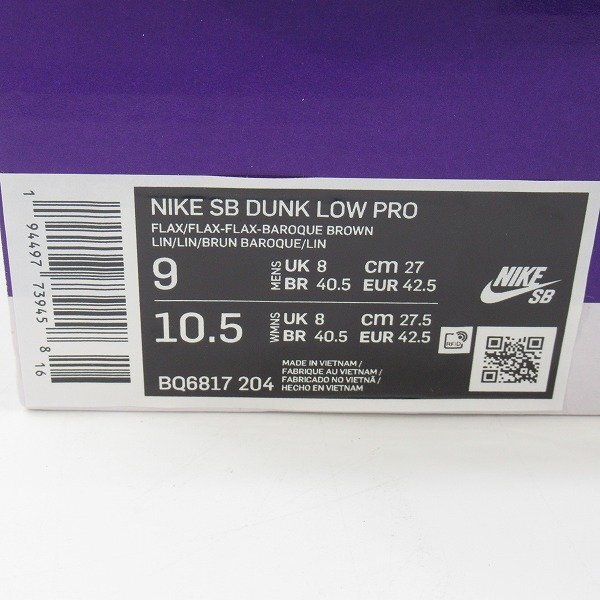 NIKE SB DUNK LOW PRO
FLAX/FLAX-FLAX-BAROQUE BROWN
LIN/LIN/BRUN BAROQUE/LIN
9 MENS UK 8 cm 27
BR 40.5 EUR 42.5
10.5 WMNS UK 8 cm 27.5
BR 40.5 EUR 42.5
NIKE
SB
RFID
BQ6817 204
MADE IN VIETNAM /
FABRIQUE AU VIETNAM /
FABRICADO NO VIETNÃ /
HECHO EN VIETNAM
1 94497 73945 8 16